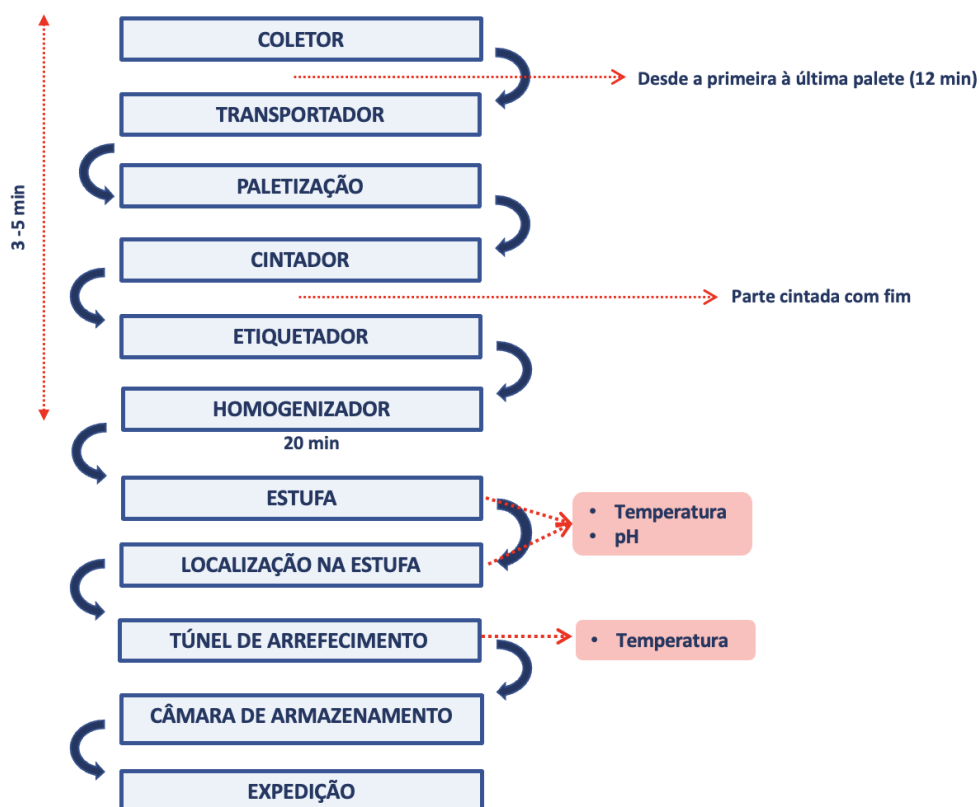 COLETOR
Desde a primeira à última palete (12 min)
TRANSPORTADOR
3 -5 min
PALETIZAÇÃO
CINTADOR
Parte cintada com fim
ETIQUETADOR
HOMOGENIZADOR
20 min
ESTUFA
• Temperatura
• pH
LOCALIZAÇÃO NA ESTUFA
TÚNEL DE ARREFECIMENTO
• Temperatura
CÂMARA DE ARMAZENAMENTO
EXPEDIÇÃO